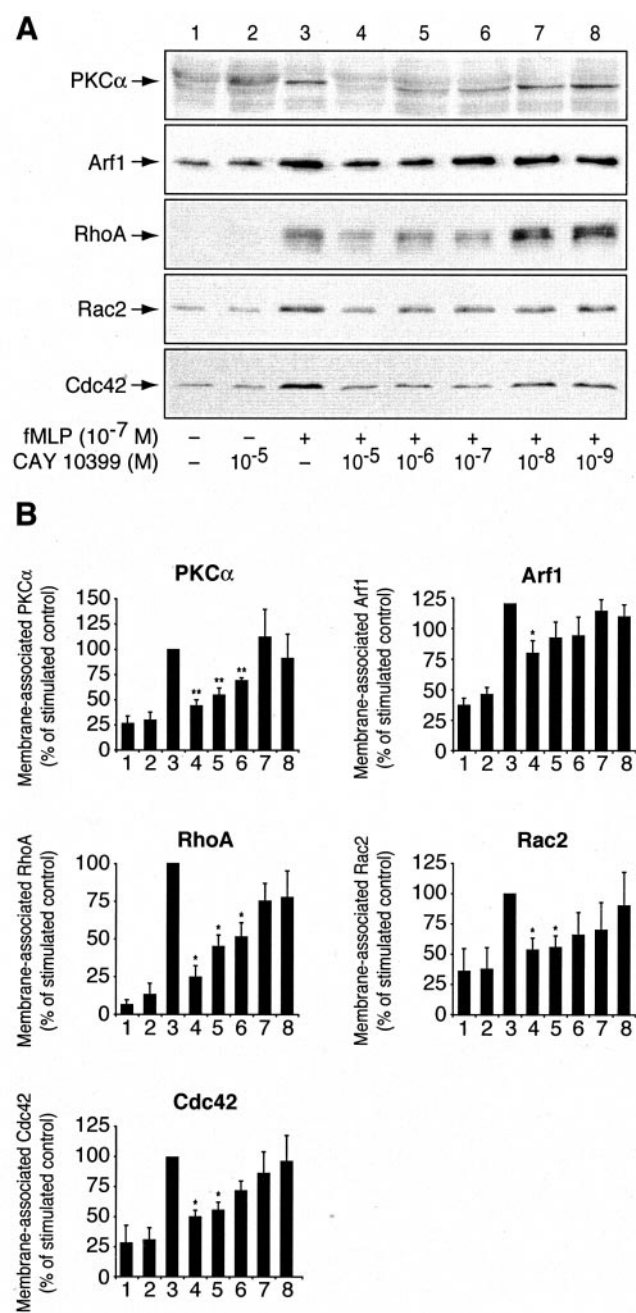 A
1 2 3 4 5 6 7 8
PKCα
Arf1
RhoA
Rac2
Cdc42
fMLP (10-7 M) – – + + + + + +
CAY 10399 (M) – 10-5 – 10-5 10-6 10-7 10-8 10-9
B
PKCα
Membrane-associated PKCα
(% of stimulated control)
150
125
100
75
50
25
0
** ** **
1 2 3 4 5 6 7 8
Arf1
Membrane-associated Arf1
(% of stimulated control)
125
100
75
50
25
0
*
1 2 3 4 5 6 7 8
RhoA
Membrane-associated RhoA
(% of stimulated control)
100
75
50
25
0
* * *
1 2 3 4 5 6 7 8
Rac2
Membrane-associated Rac2
(% of stimulated control)
125
100
75
50
25
0
* *
1 2 3 4 5 6 7 8
Cdc42
Membrane-associated Cdc42
(% of stimulated control)
125
100
75
50
25
0
* *
1 2 3 4 5 6 7 8